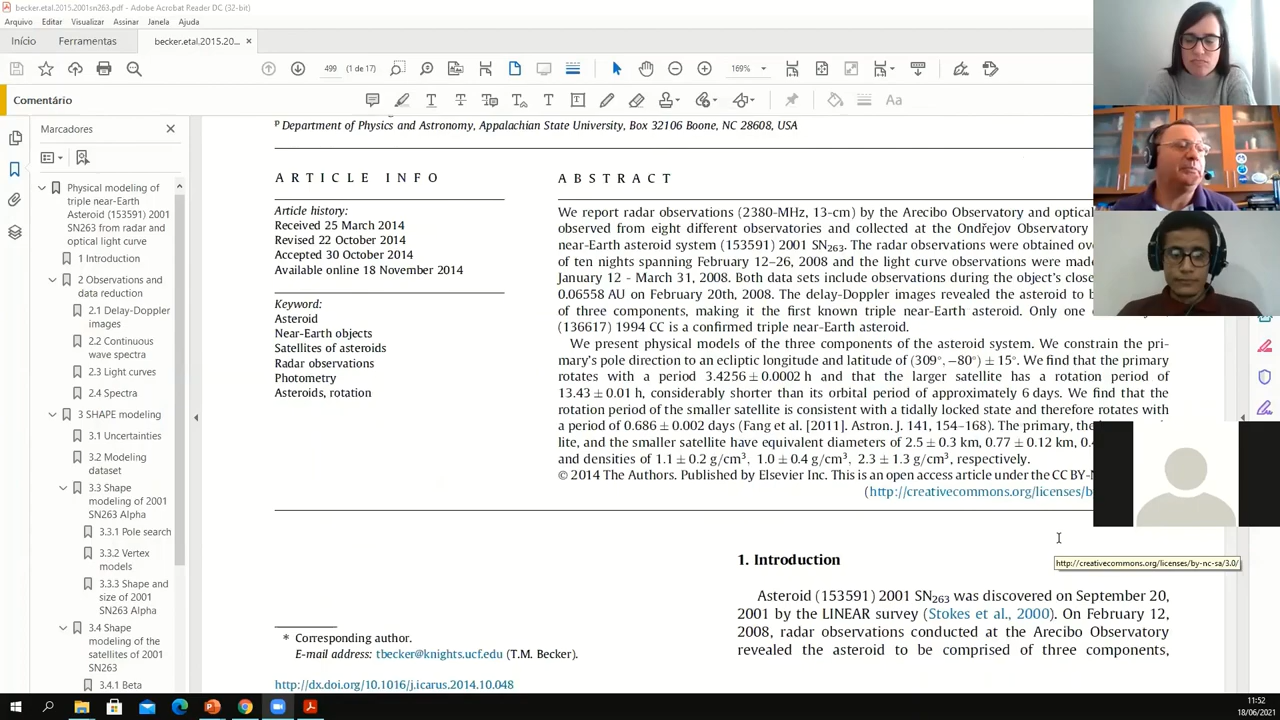 becker.etal.2015.2001sn263.pdf - Adobe Acrobat Reader DC (32-bit)
Arquivo Editar Visualizar Assinar Janela Ajuda
Início Ferramentas becker.etal.2015.20... ×
499 (1 de 17) 169%
Comentário
Marcadores
Physical modeling of
triple near-Earth
Asteroid (153591) 2001
SN263 from radar and
optical light curve
1 Introduction
2 Observations and
data reduction
2.1 Delay-Doppler
images
2.2 Continuous
wave spectra
2.3 Light curves
2.4 Spectra
3 SHAPE modeling
3.1 Uncertainties
3.2 Modeling
dataset
3.3 Shape
modeling of 2001
SN263 Alpha
3.3.1 Pole search
3.3.2 Vertex
models
3.3.3 Shape and
size of 2001
SN263 Alpha
3.4 Shape
modeling of the
satellites of 2001
SN263
3.4.1 Beta
p Department of Physics and Astronomy, Appalachian State University, Box 32106 Boone, NC 28608, USA
ARTICLE INFO
Article history:
Received 25 March 2014
Revised 22 October 2014
Accepted 30 October 2014
Available online 18 November 2014
Keyword:
Asteroid
Near-Earth objects
Satellites of asteroids
Radar observations
Photometry
Asteroids, rotation
ABSTRACT
We report radar observations (2380-MHz, 13-cm) by the Arecibo Observatory and optical
observed from eight different observatories and collected at the Ondřejov Observatory
near-Earth asteroid system (153591) 2001 SN263. The radar observations were obtained
of ten nights spanning February 12–26, 2008 and the light curve observations were
January 12 - March 31, 2008. Both data sets include observations during the object's
0.06558 AU on February 20th, 2008. The delay-Doppler images revealed the asteroid to
of three components, making it the first known triple near-Earth asteroid. Only one
(136617) 1994 CC is a confirmed triple near-Earth asteroid.
We present physical models of the three components of the asteroid system. We constrain the pri-
mary's pole direction to an ecliptic longitude and latitude of (309°, −80°) ± 15°. We find that the primary
rotates with a period 3.4256 ± 0.0002 h and that the larger satellite has a rotation period of
13.43 ± 0.01 h, considerably shorter than its orbital period of approximately 6 days. We find that the
rotation period of the smaller satellite is consistent with a tidally locked state and therefore rotates with
a period of 0.686 ± 0.002 days (Fang et al. [2011]. Astron. J. 141, 154–168). The primary, the
lite, and the smaller satellite have equivalent diameters of 2.5 ± 0.3 km, 0.77 ± 0.12 km,
and densities of 1.1 ± 0.2 g/cm³, 1.0 ± 0.4 g/cm³, 2.3 ± 1.3 g/cm³, respectively.
© 2014 The Authors. Published by Elsevier Inc. This is an open access article under the CC
(http://creativecommons.org/licenses/b
http://creativecommons.org/licenses/by-nc-sa/3.0/
1. Introduction
Asteroid (153591) 2001 SN263 was discovered on September 20,
2001 by the LINEAR survey (Stokes et al., 2000). On February 12,
2008, radar observations conducted at the Arecibo Observatory
revealed the asteroid to be comprised of three components,
* Corresponding author.
E-mail address: tbecker@knights.ucf.edu (T.M. Becker).
http://dx.doi.org/10.1016/j.icarus.2014.10.048
11:52
18/06/2021